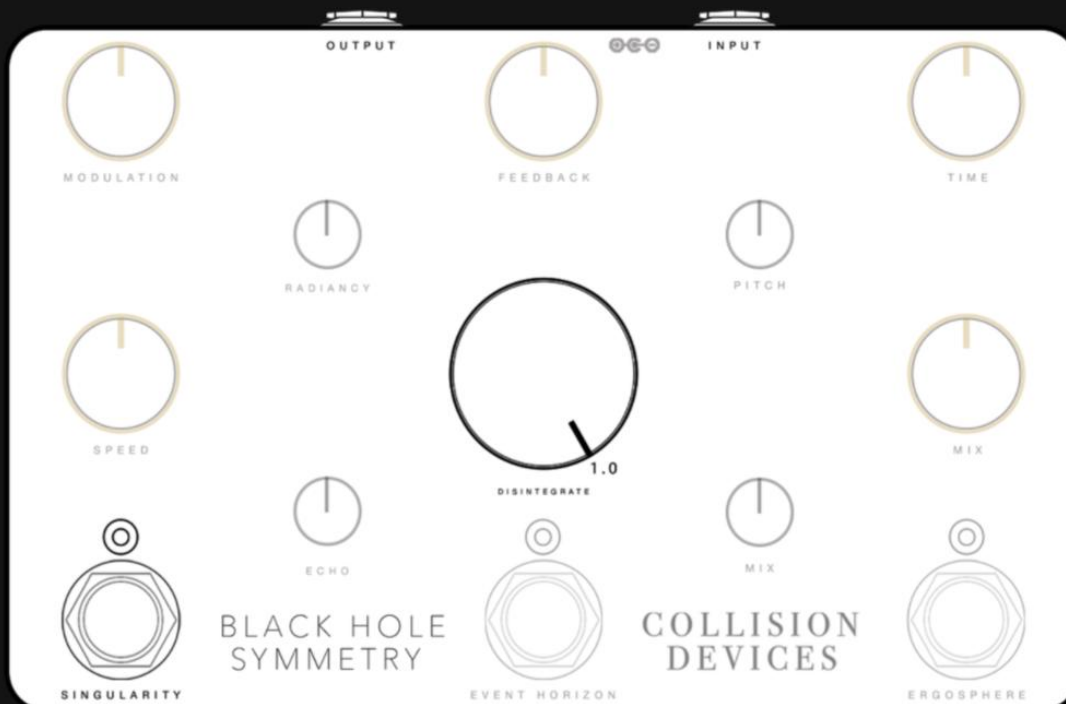 OUTPUT
INPUT
MODULATION
FEEDBACK
TIME
RADIANCY
PITCH
SPEED
MIX
1.0
DISINTEGRATE
ECHO
MIX
BLACK HOLE
SYMMETRY
COLLISION
DEVICES
SINGULARITY
EVENT HORIZON
ERGOSPHERE